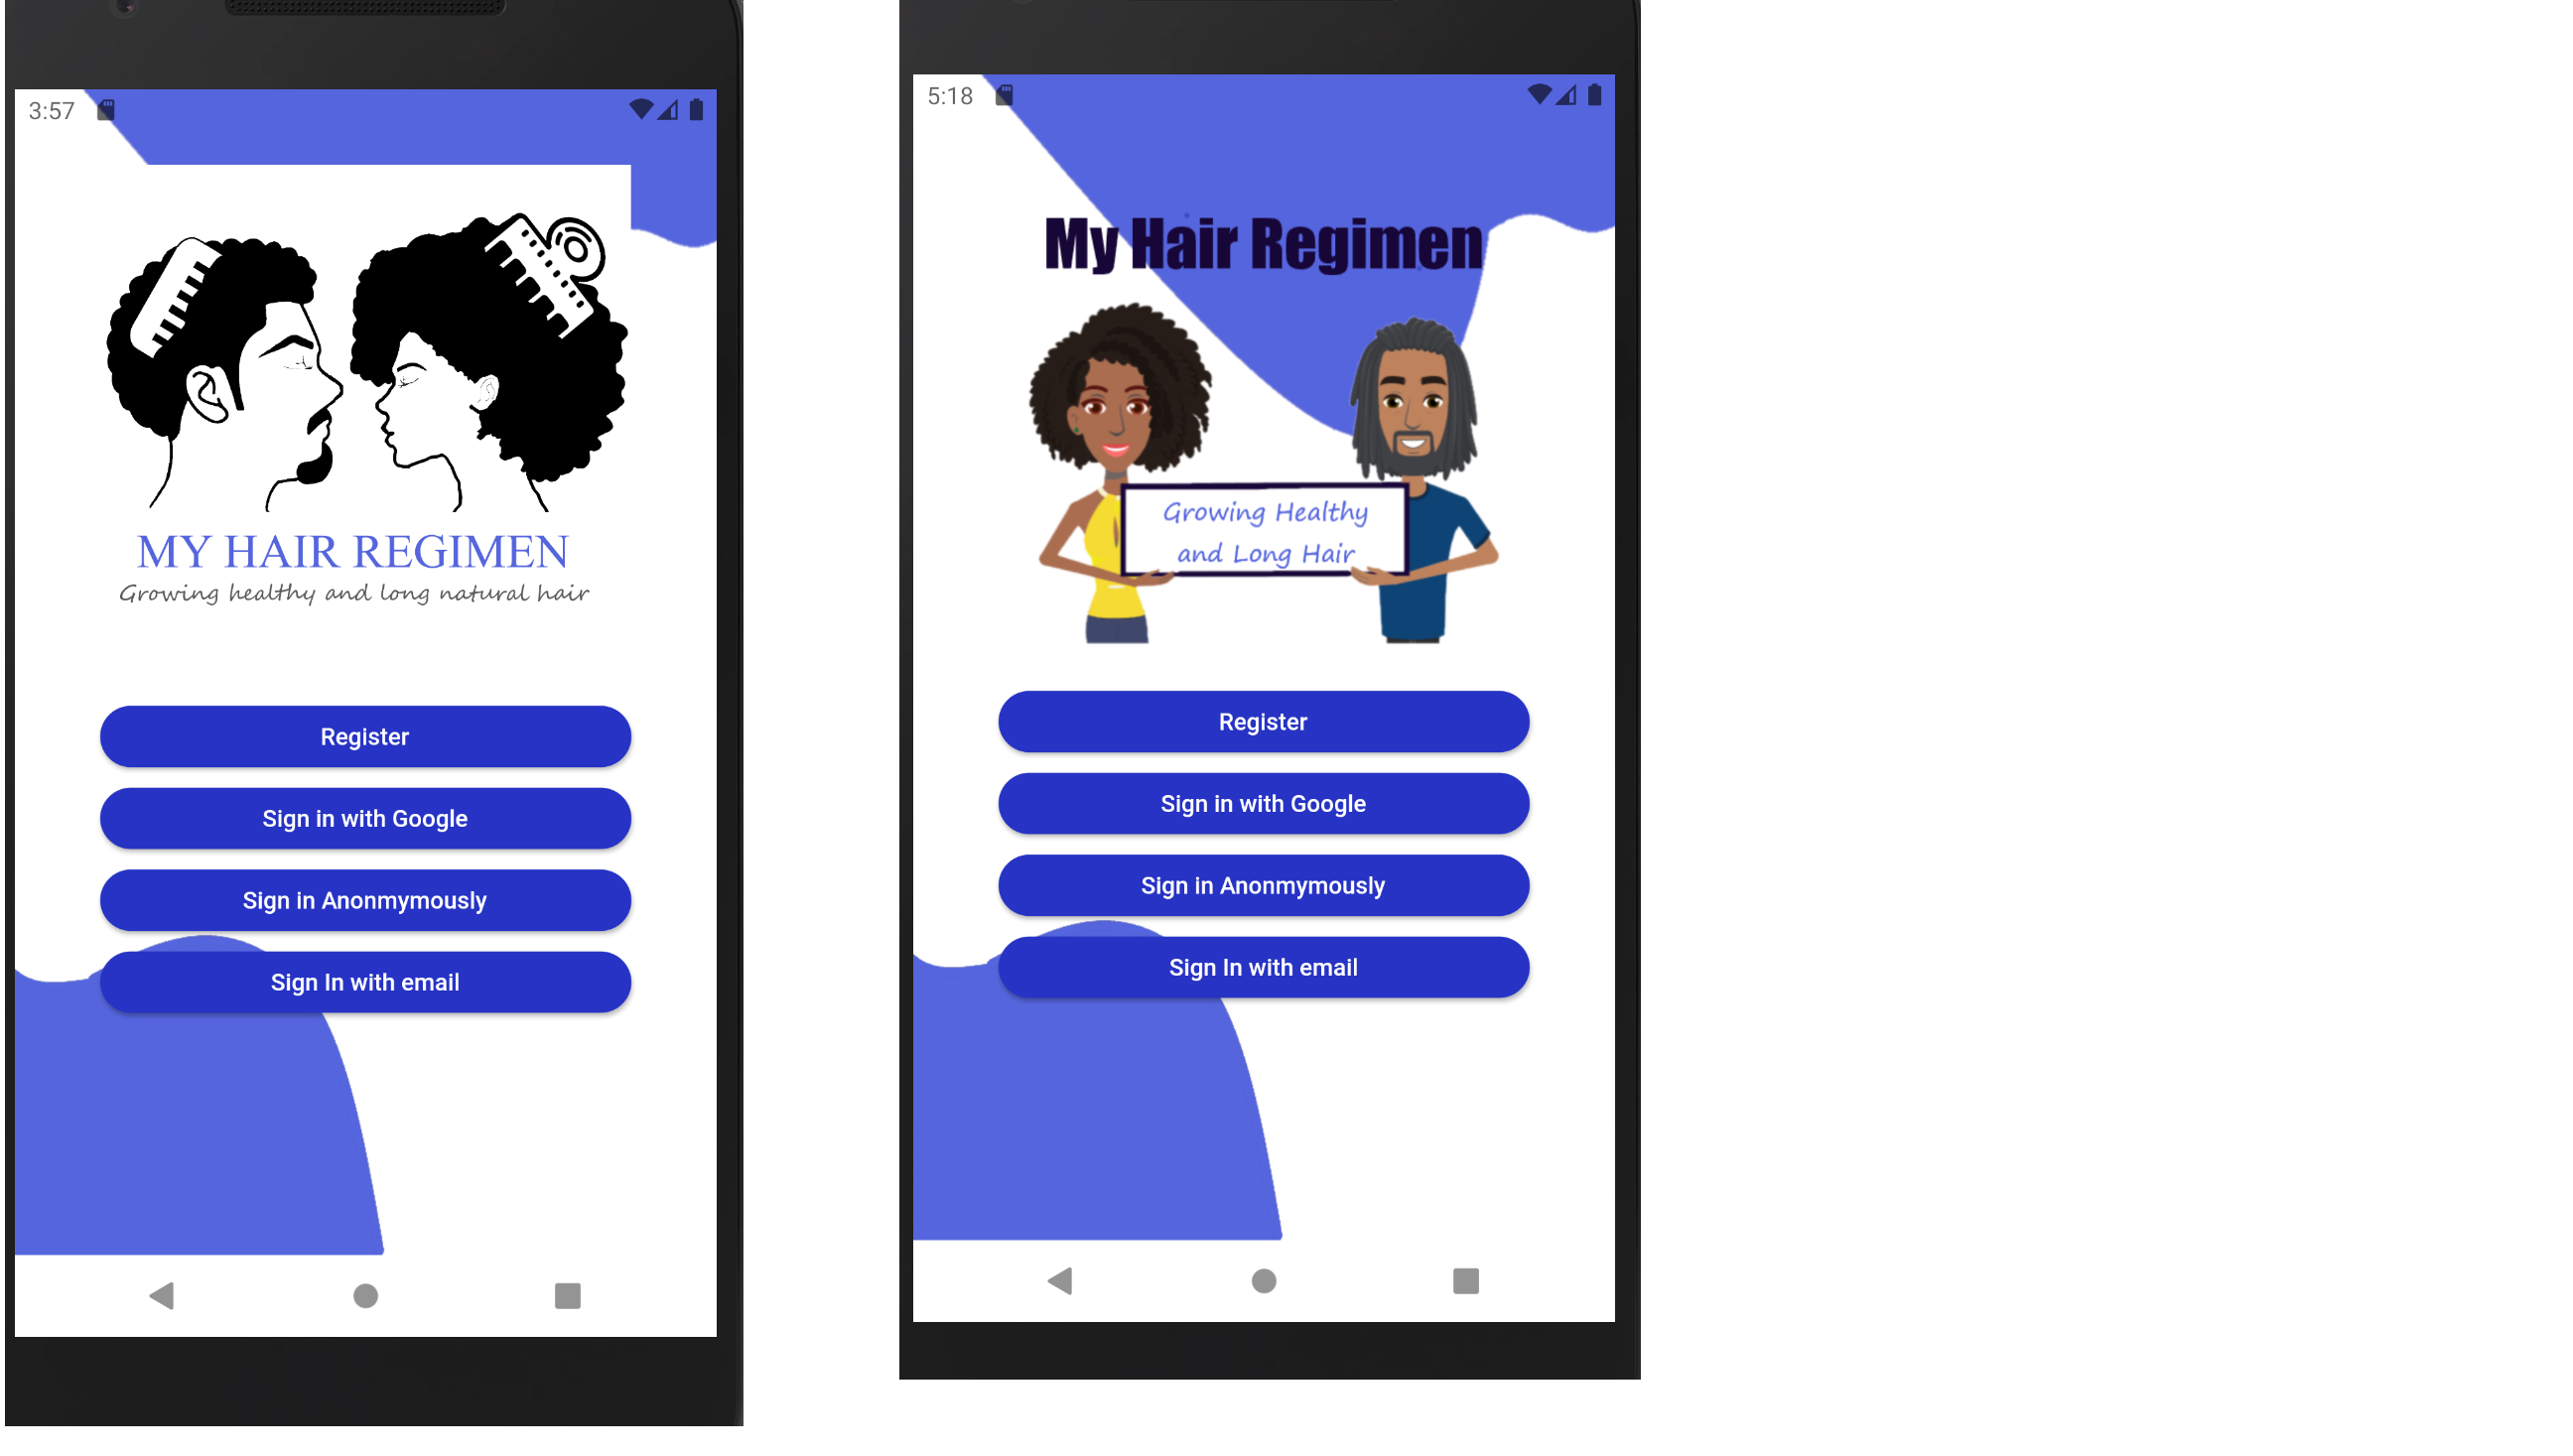 3:57
MY HAIR REGIMEN
Growing healthy and long natural hair
Register
Sign in with Google
Sign in Anonmymously
Sign In with email
5:18
My Hair Regimen
Growing Healthy
and Long Hair
Register
Sign in with Google
Sign in Anonmymously
Sign In with email